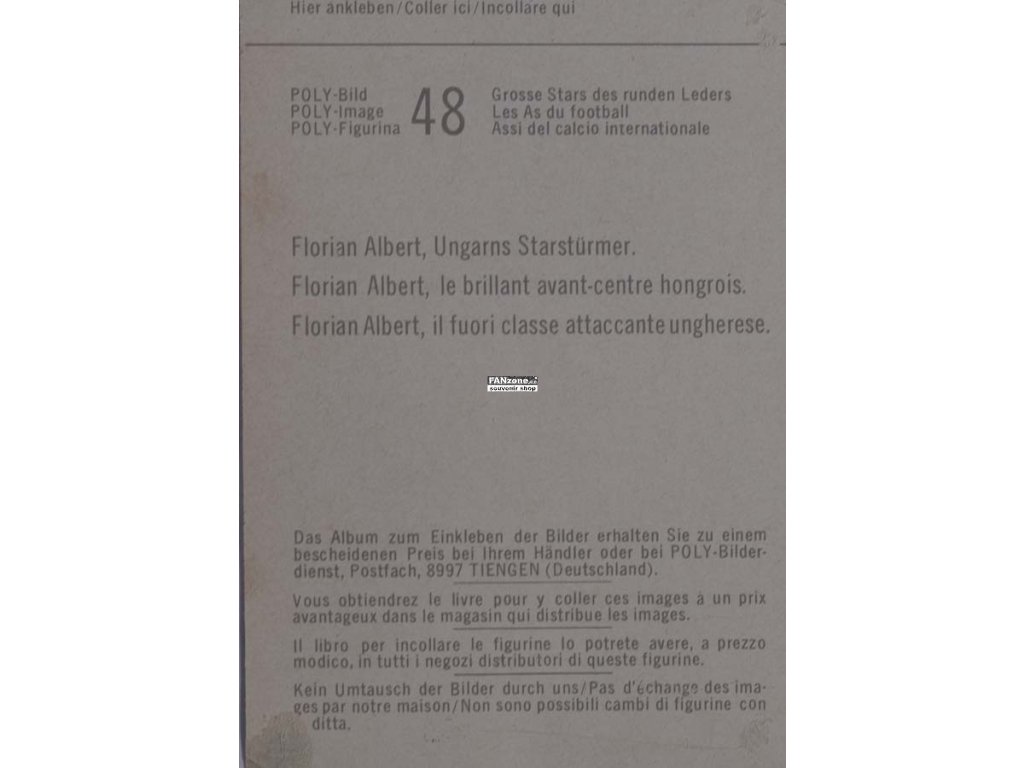 Hier ankleben/Coller ici/Incollare qui
POLY-Bild
POLY-Image
POLY-Figurina
48
Grosse Stars des runden Leders
Les As du football
Assi del calcio internationale
Florian Albert, Ungarns Starstürmer.
Florian Albert, le brillant avant-centre hongrois.
Florian Albert, il fuori classe attaccante ungherese.
FANzone.cz
souvenir shop
Das Album zum Einkleben der Bilder erhalten Sie zu einem
bescheidenen Preis bei Ihrem Händler oder bei POLY-Bilder-
dienst, Postfach, 8997 TIENGEN (Deutschland).
Vous obtiendrez le livre pour y coller ces images à un prix
avantageux dans le magasin qui distribue les images.
Il libro per incollare le figurine lo potrete avere, a prezzo
modico, in tutti i negozi distributori di queste figurine.
Kein Umtausch der Bilder durch uns/Pas d'échange des ima-
ges par notre maison/Non sono possibili cambi di figurine con
ditta.